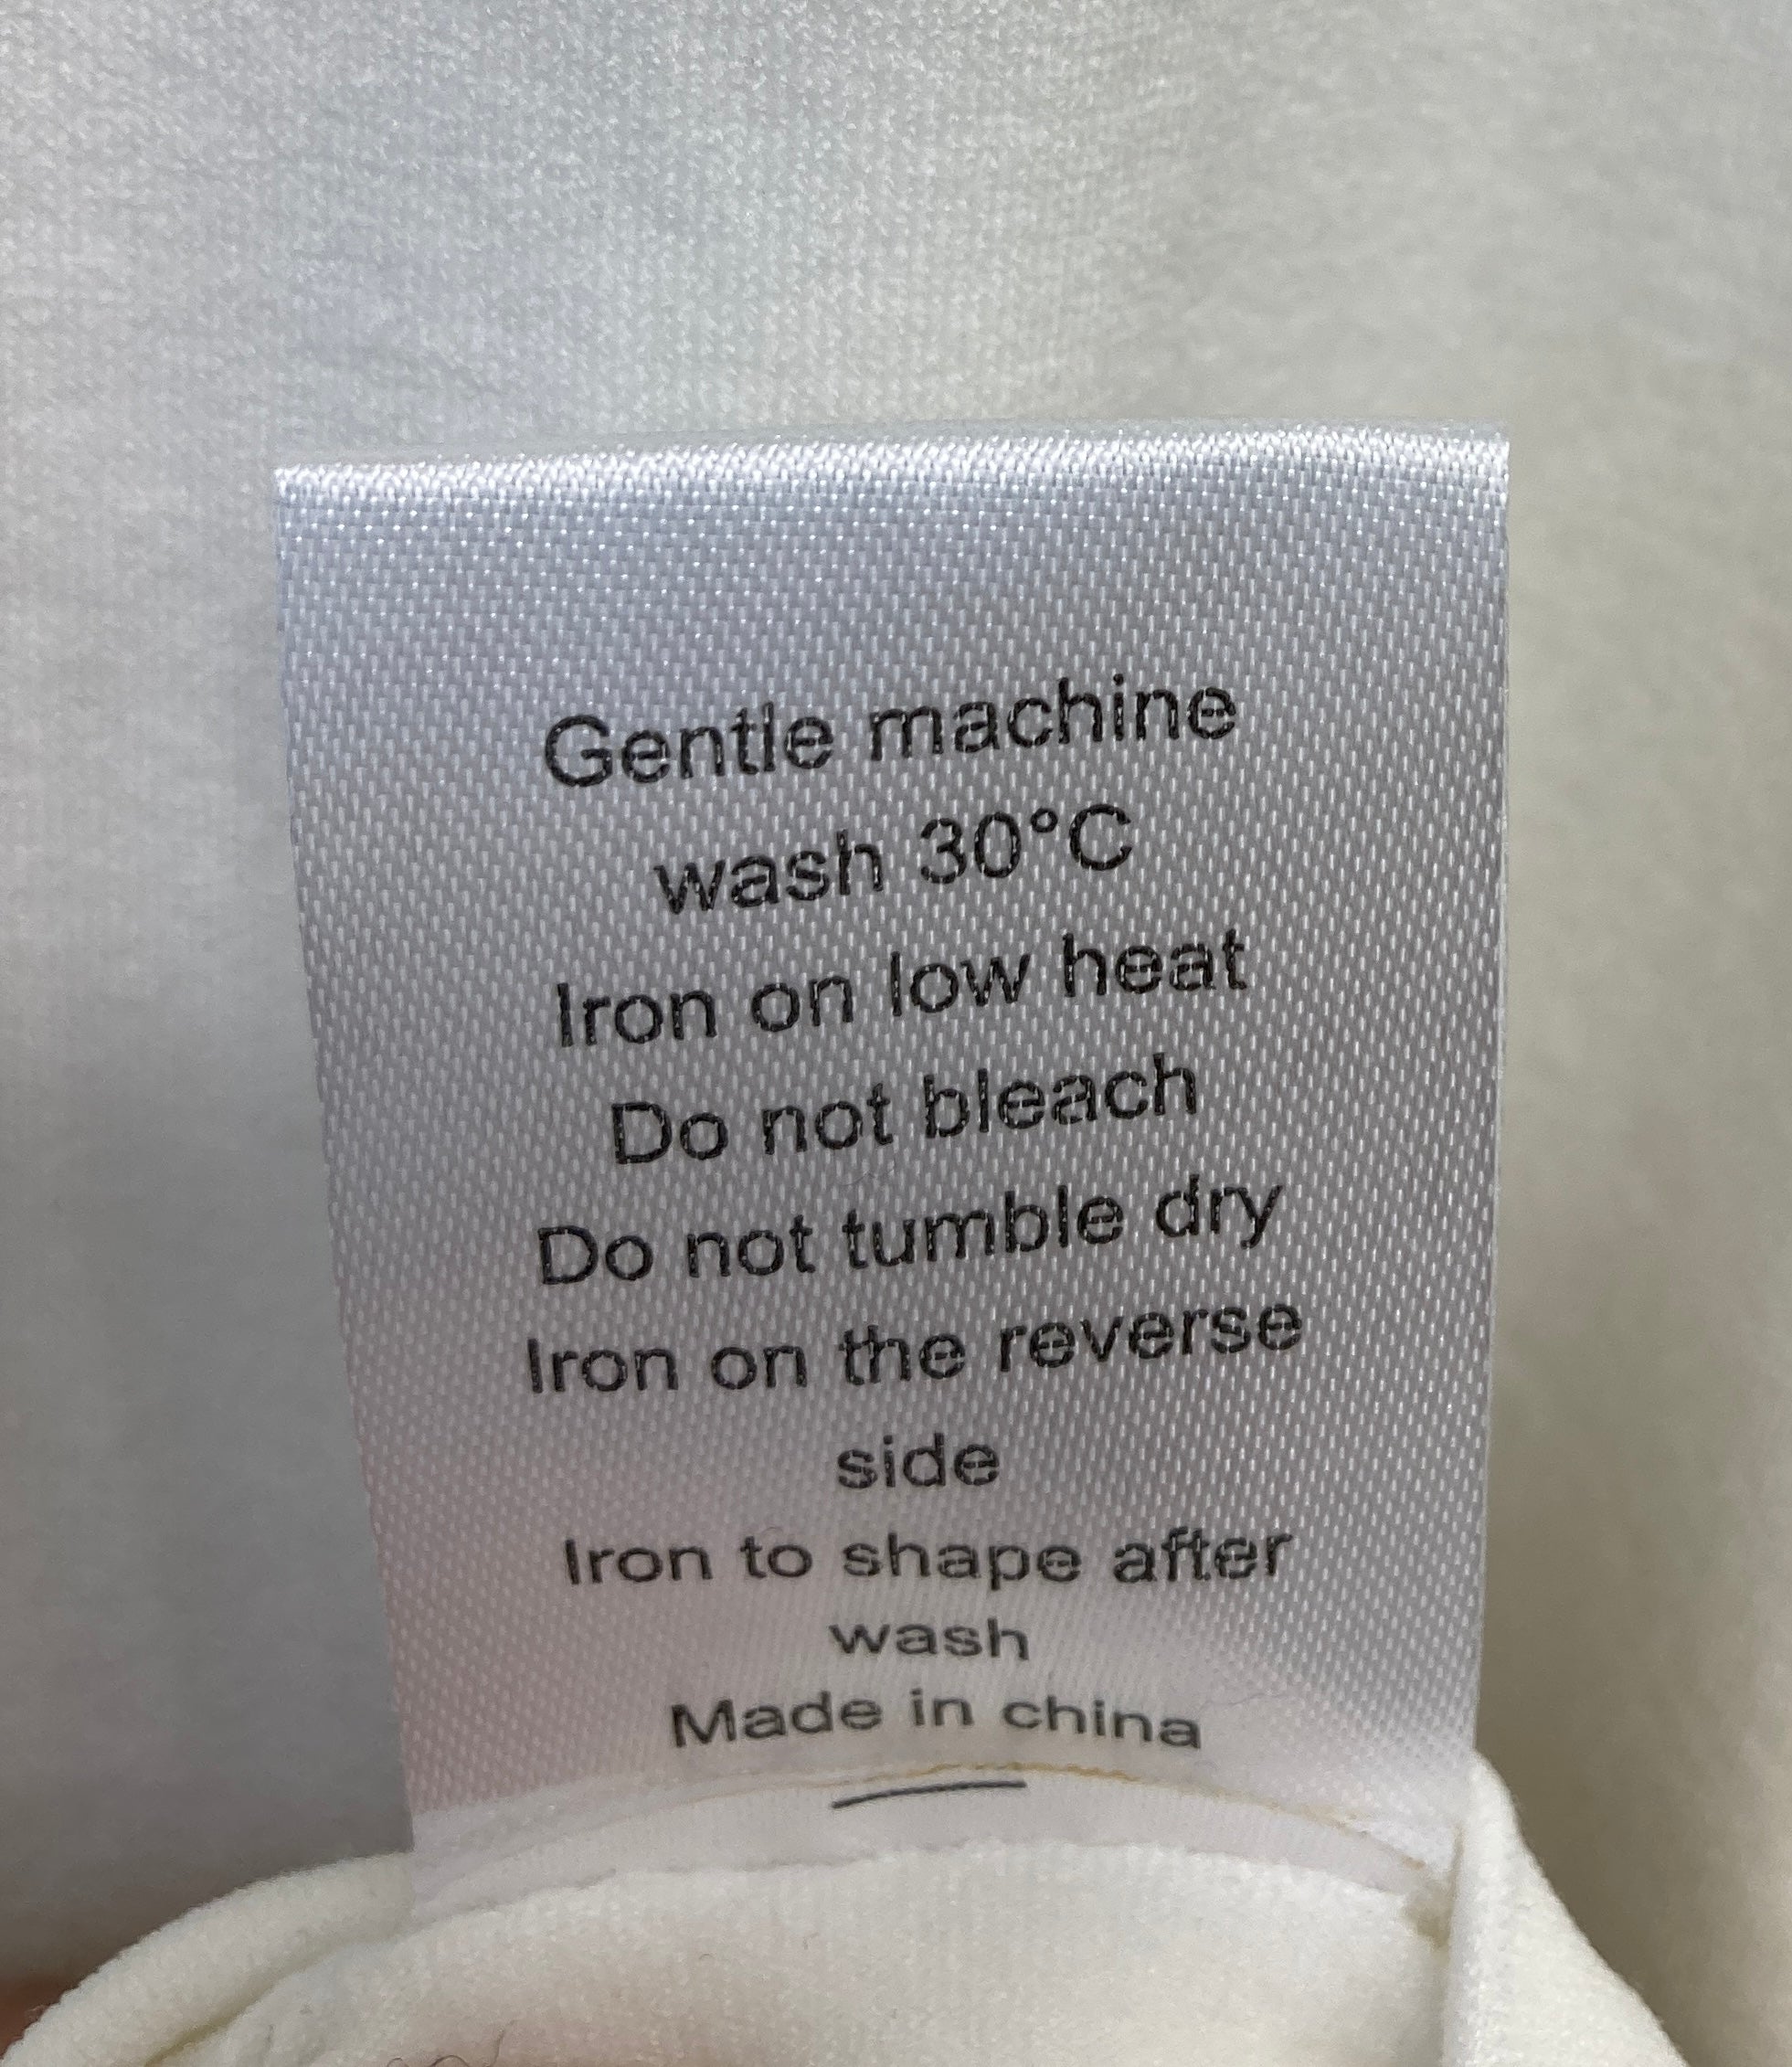 Gentle machine
wash 30°C
Iron on low heat
Do not bleach
Do not tumble dry
Iron on the reverse
side
Iron to shape after
wash
Made in china